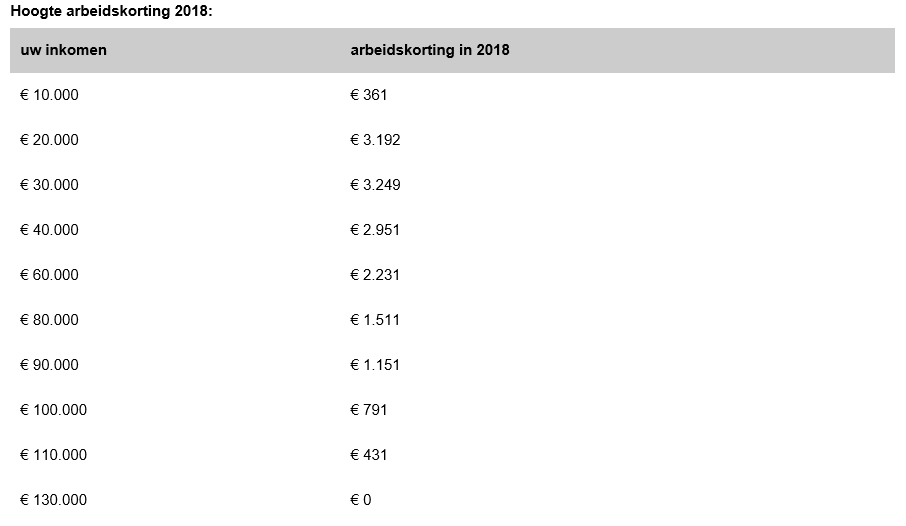 Hoogte arbeidskorting 2018:
uw inkomen arbeidskorting in 2018
€ 10.000 € 361
€ 20.000 € 3.192
€ 30.000 € 3.249
€ 40.000 € 2.951
€ 60.000 € 2.231
€ 80.000 € 1.511
€ 90.000 € 1.151
€ 100.000 € 791
€ 110.000 € 431
€ 130.000 € 0